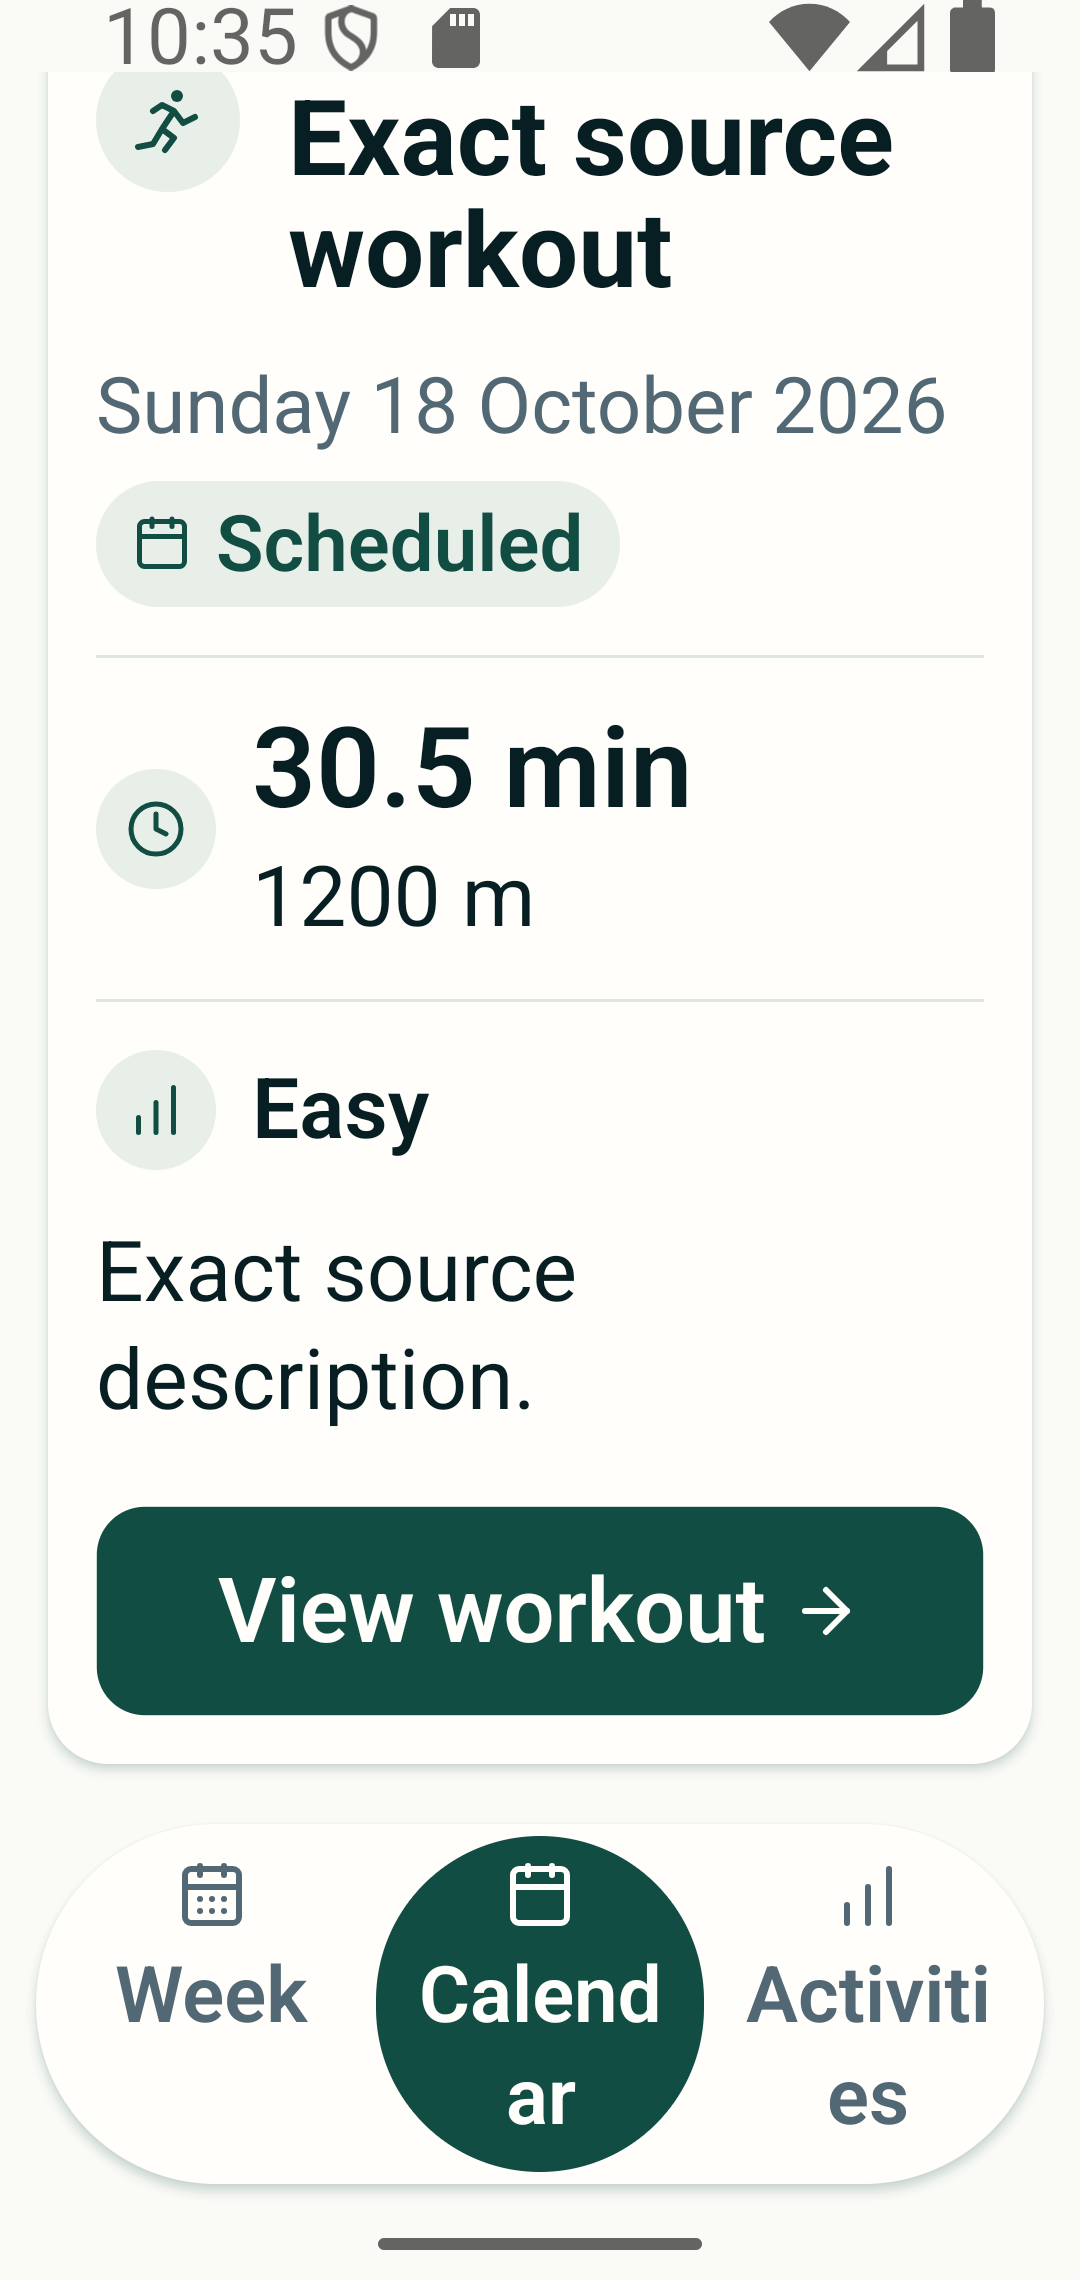 10:35
Exact source
workout
Sunday 18 October 2026
Scheduled
30.5 min
1200 m
Easy
Exact source
description.
View workout
Week
Calend
ar
Activiti
es